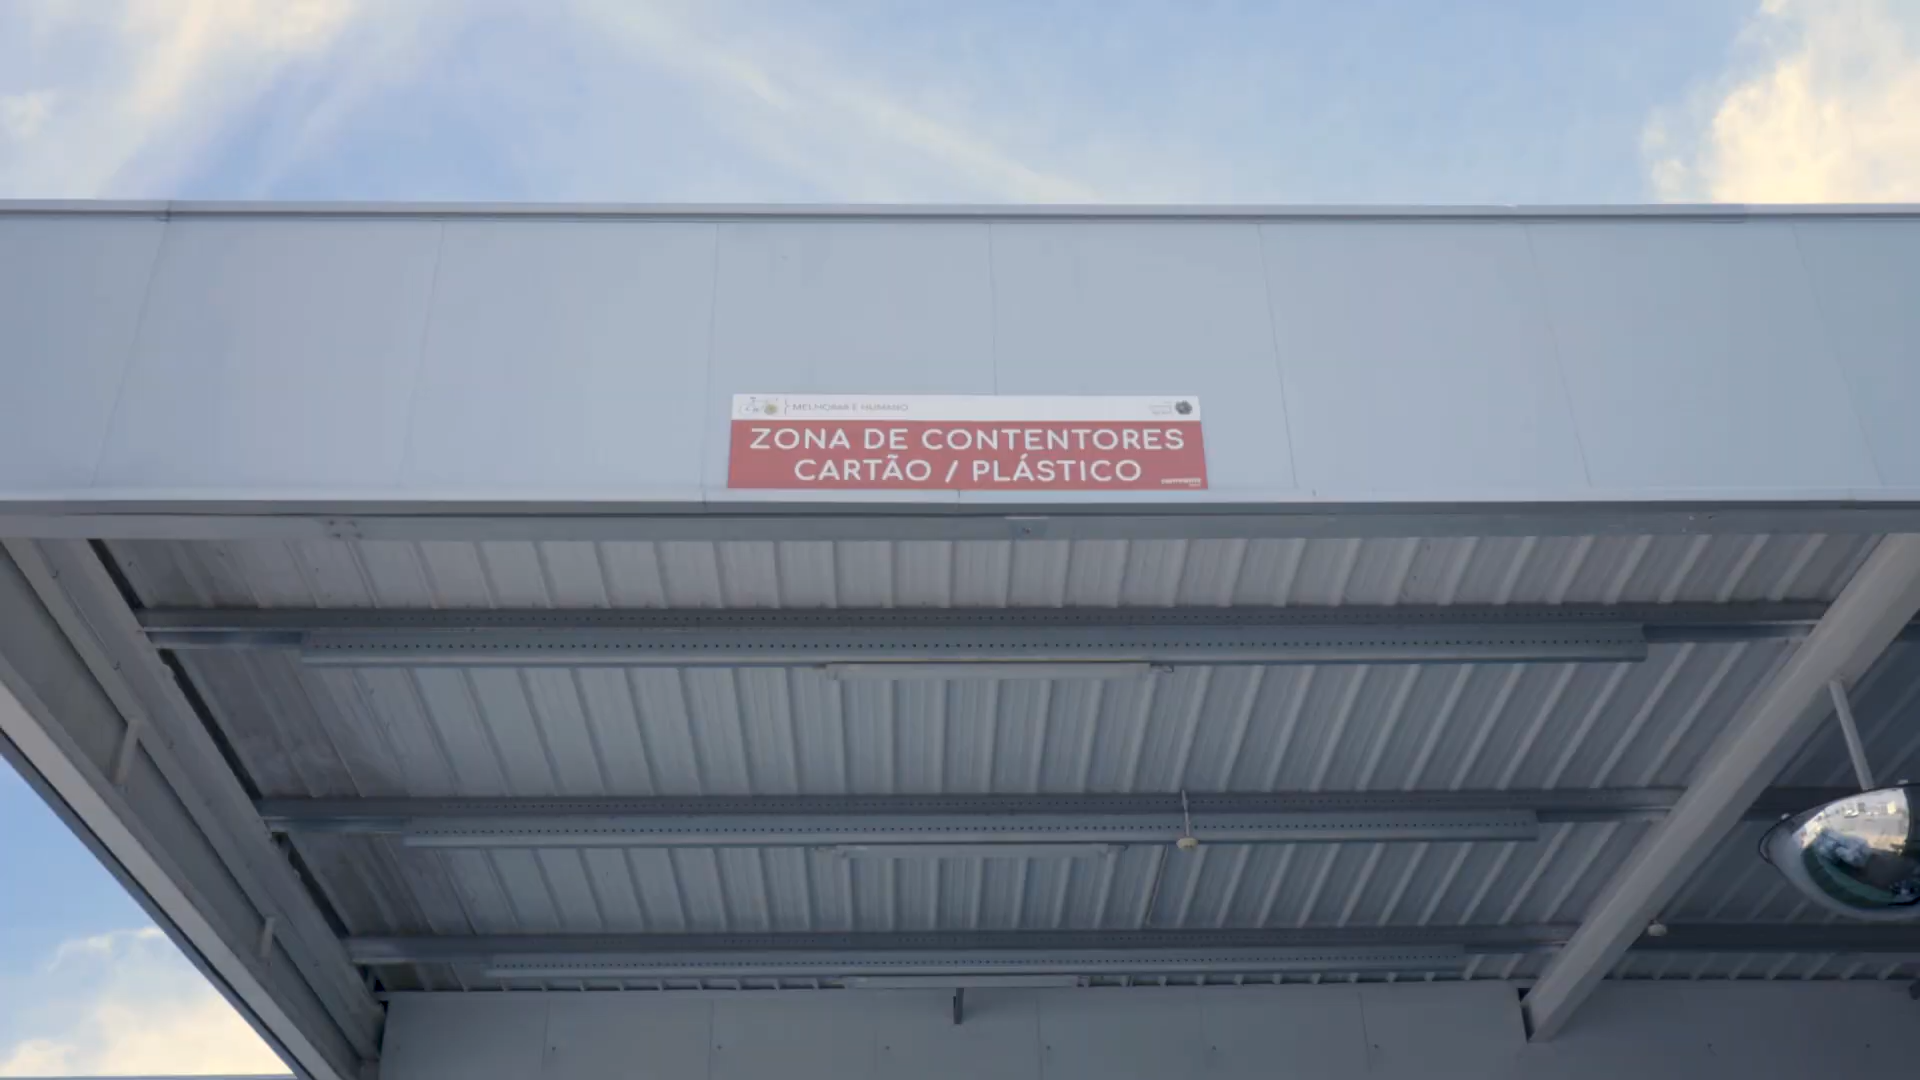 MELHORAR É HUMANO
ZONA DE CONTENTORES
CARTÃO / PLÁSTICO